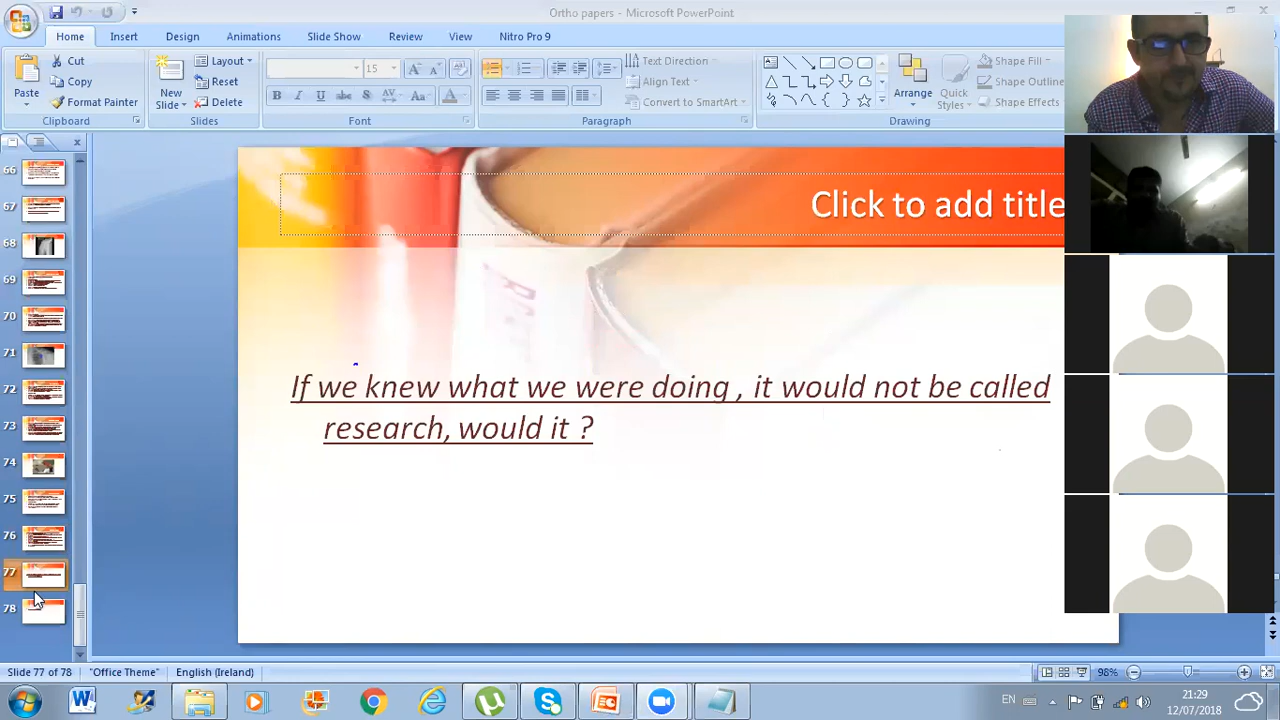 Ortho papers - Microsoft PowerPoint
Home
Insert
Design
Animations
Slide Show
Review
View
Nitro Pro 9
Paste
Cut
Copy
Format Painter
Clipboard
New Slide
Layout
Reset
Delete
Slides
15
B I U abc S AV Aa A
Font
Text Direction
Align Text
Convert to SmartArt
Paragraph
Arrange
Quick Styles
Shape Fill
Shape Outline
Shape Effects
Drawing
66
67
68
69
70
71
72
73
74
75
76
77
78
Click to add title
If we knew what we were doing , it would not be called
research, would it ?
Slide 77 of 78
"Office Theme"
English (Ireland)
98%
EN
21:29
12/07/2018